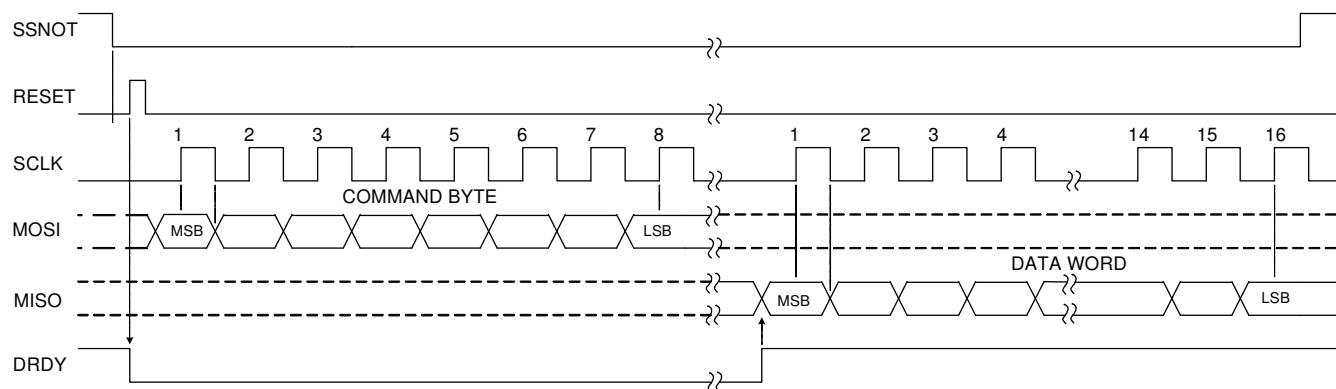 SSNOT
RESET
1 2 3 4 5 6 7 8 1 2 3 4 14 15 16
SCLK
COMMAND BYTE
MOSI MSB LSB
DATA WORD
MISO MSB LSB
DRDY